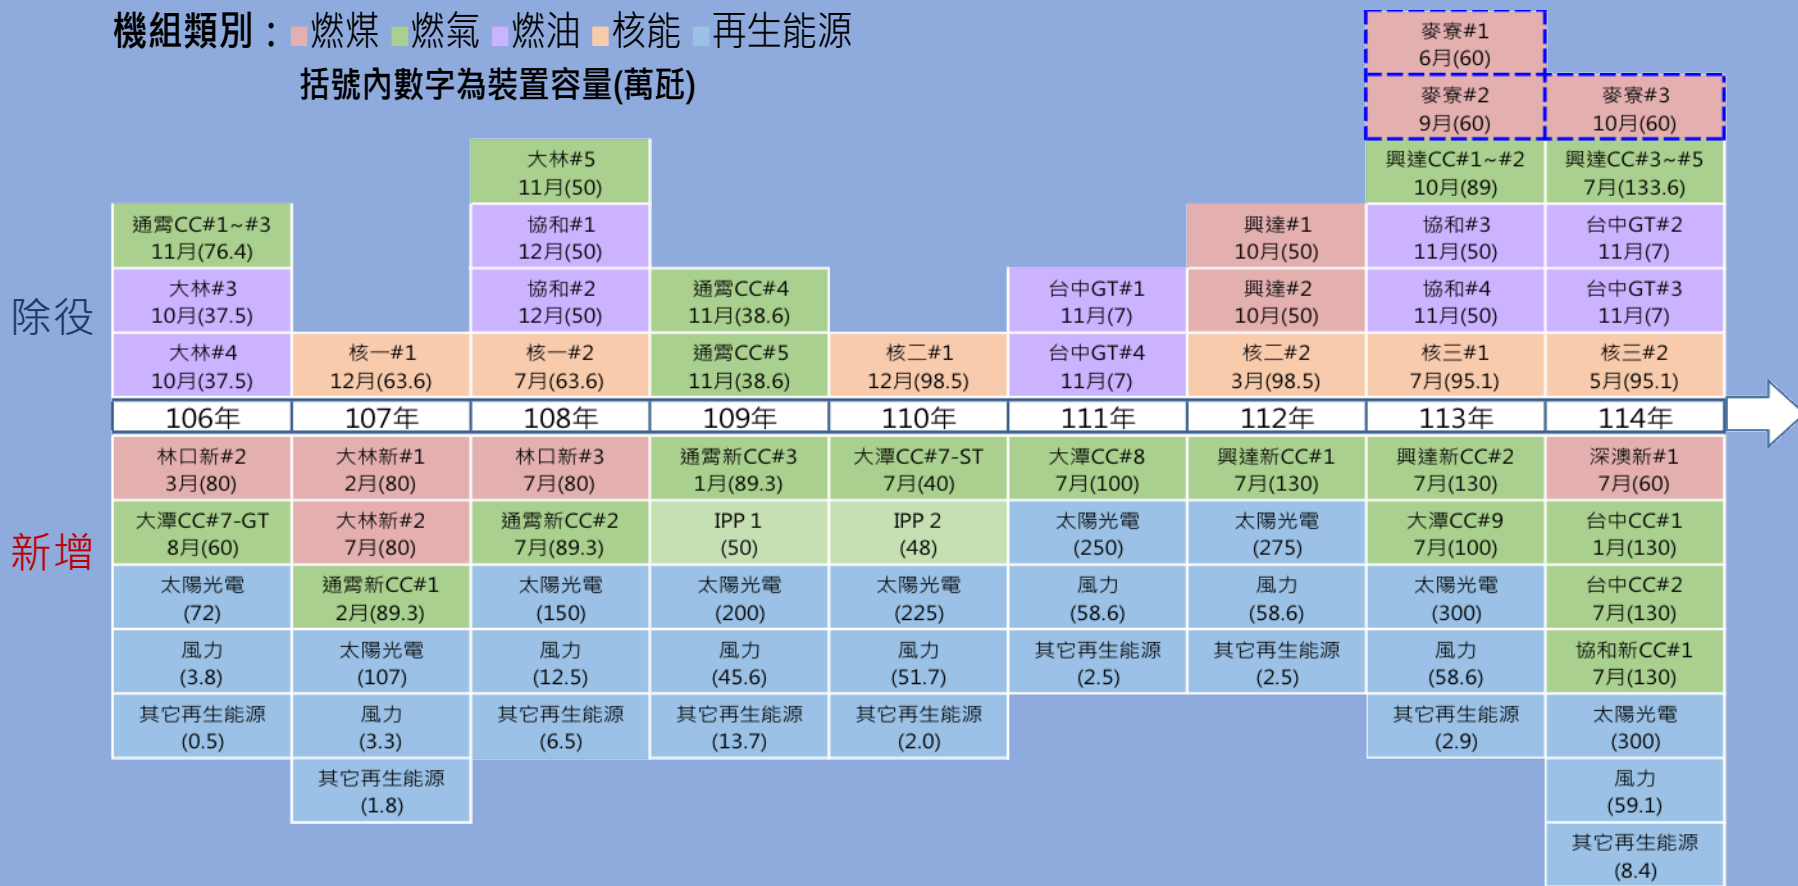 機組類別：燃煤 燃氣 燃油 核能 再生能源
括號內數字為裝置容量(萬瓩)
除役
通霄CC#1~#3
11月(76.4)
大林#3
10月(37.5)
大林#4
10月(37.5)
核一#1
12月(63.6)
大林#5
11月(50)
協和#1
12月(50)
協和#2
12月(50)
核一#2
7月(63.6)
通霄CC#4
11月(38.6)
通霄CC#5
11月(38.6)
核二#1
12月(98.5)
台中GT#1
11月(7)
台中GT#4
11月(7)
興達#1
10月(50)
興達#2
10月(50)
核二#2
3月(98.5)
麥寮#1
6月(60)
麥寮#2
9月(60)
興達CC#1~#2
10月(89)
協和#3
11月(50)
協和#4
11月(50)
核三#1
7月(95.1)
麥寮#3
10月(60)
興達CC#3~#5
7月(133.6)
台中GT#2
11月(7)
台中GT#3
11月(7)
核三#2
5月(95.1)
106年 107年 108年 109年 110年 111年 112年 113年 114年
新增
林口新#2
3月(80)
大潭CC#7-GT
8月(60)
太陽光電
(72)
風力
(3.8)
其它再生能源
(0.5)
大林新#1
2月(80)
大林新#2
7月(80)
通霄新CC#1
2月(89.3)
太陽光電
(107)
風力
(3.3)
其它再生能源
(1.8)
林口新#3
7月(80)
通霄新CC#2
7月(89.3)
太陽光電
(150)
風力
(12.5)
其它再生能源
(6.5)
通霄新CC#3
1月(89.3)
IPP 1
(50)
太陽光電
(200)
風力
(45.6)
其它再生能源
(13.7)
大潭CC#7-ST
7月(40)
IPP 2
(48)
太陽光電
(225)
風力
(51.7)
其它再生能源
(2.0)
大潭CC#8
7月(100)
太陽光電
(250)
風力
(58.6)
其它再生能源
(2.5)
興達新CC#1
7月(130)
太陽光電
(275)
風力
(58.6)
其它再生能源
(2.5)
興達新CC#2
7月(130)
大潭CC#9
7月(100)
太陽光電
(300)
風力
(58.6)
其它再生能源
(2.9)
深澳新#1
7月(60)
台中CC#1
1月(130)
台中CC#2
7月(130)
協和新CC#1
7月(130)
太陽光電
(300)
風力
(59.1)
其它再生能源
(8.4)